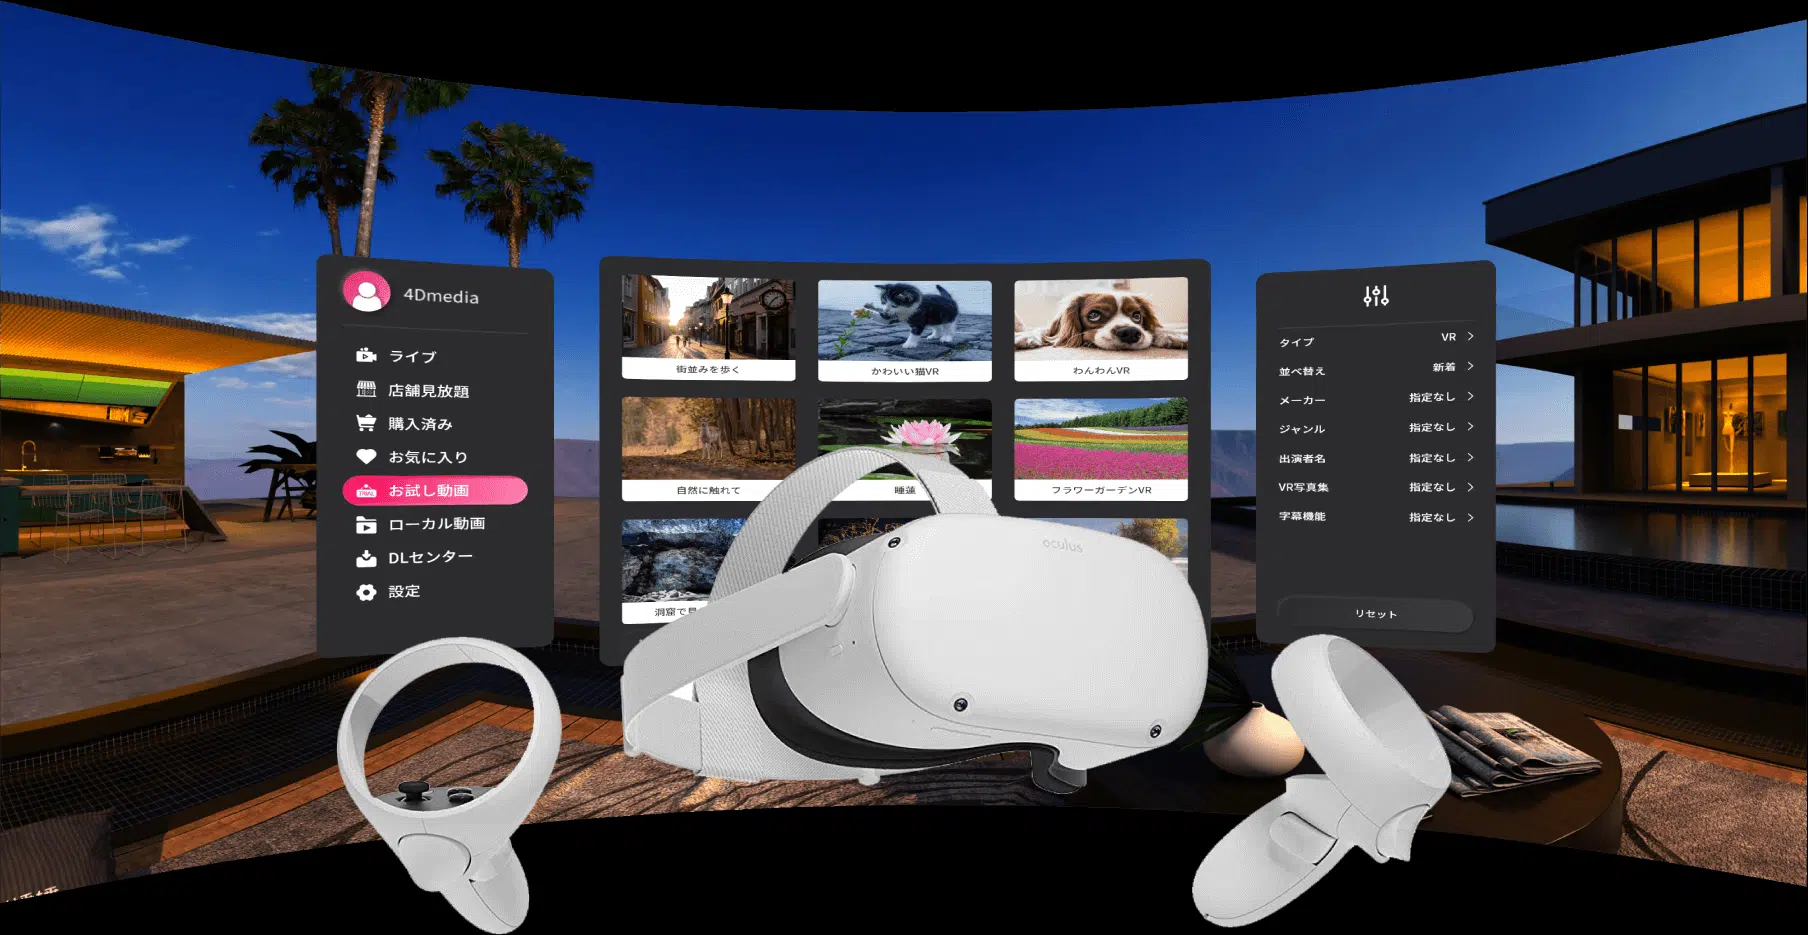 4Dmedia
ライブ
店舗見放題
購入済み
お気に入り
TRIAL
お試し動画
ローカル動画
DLセンター
設定
街並みを歩く
かわいい猫VR
わんわんVR
自然に触れて
睡蓮
フラワーガーデンVR
洞窟で見
oculus
タイプ VR >
並べ替え 新着 >
メーカー 指定なし >
ジャンル 指定なし >
出演者名 指定なし >
VR写真集 指定なし >
字幕機能 指定なし >
リセット